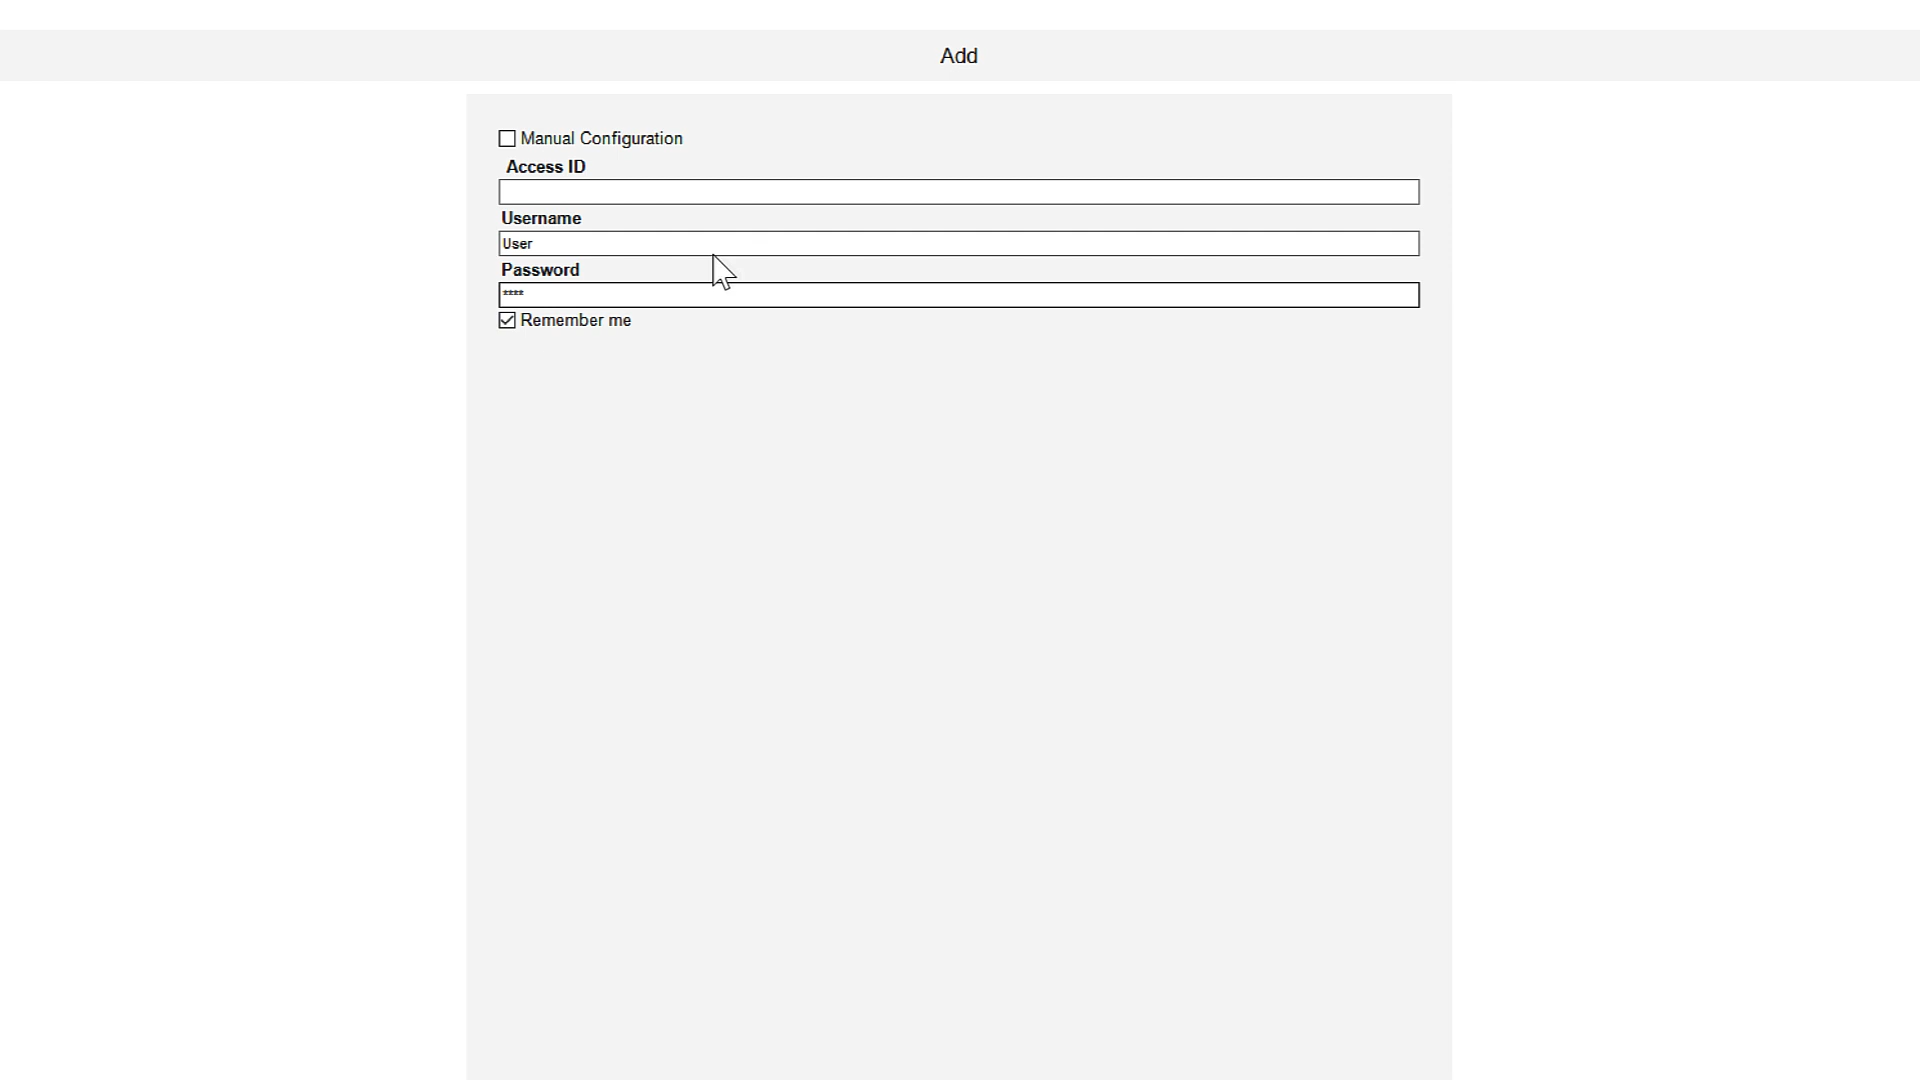 Add
Manual Configuration
Access ID
Username
User
Password
****
Remember me